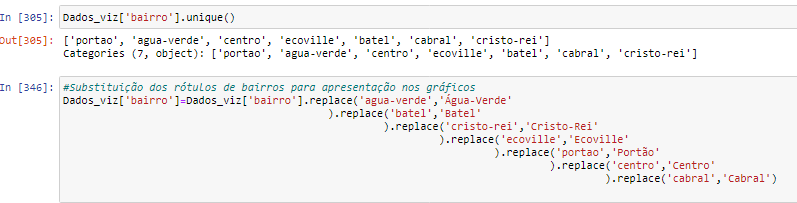 In [305]: Dados_viz['bairro'].unique()
Out[305]: ['portao', 'agua-verde', 'centro', 'ecoville', 'batel', 'cabral', 'cristo-rei']
Categories (7, object): ['portao', 'agua-verde', 'centro', 'ecoville', 'batel', 'cabral', 'cristo-rei']
In [346]: #Substituição dos rótulos de bairros para apresentação nos gráficos
Dados_viz['bairro']=Dados_viz['bairro'].replace('agua-verde','Água-Verde'
).replace('batel','Batel'
).replace('cristo-rei','Cristo-Rei'
).replace('ecoville','Ecoville'
).replace('portao','Portão'
).replace('centro','Centro'
).replace('cabral','Cabral')